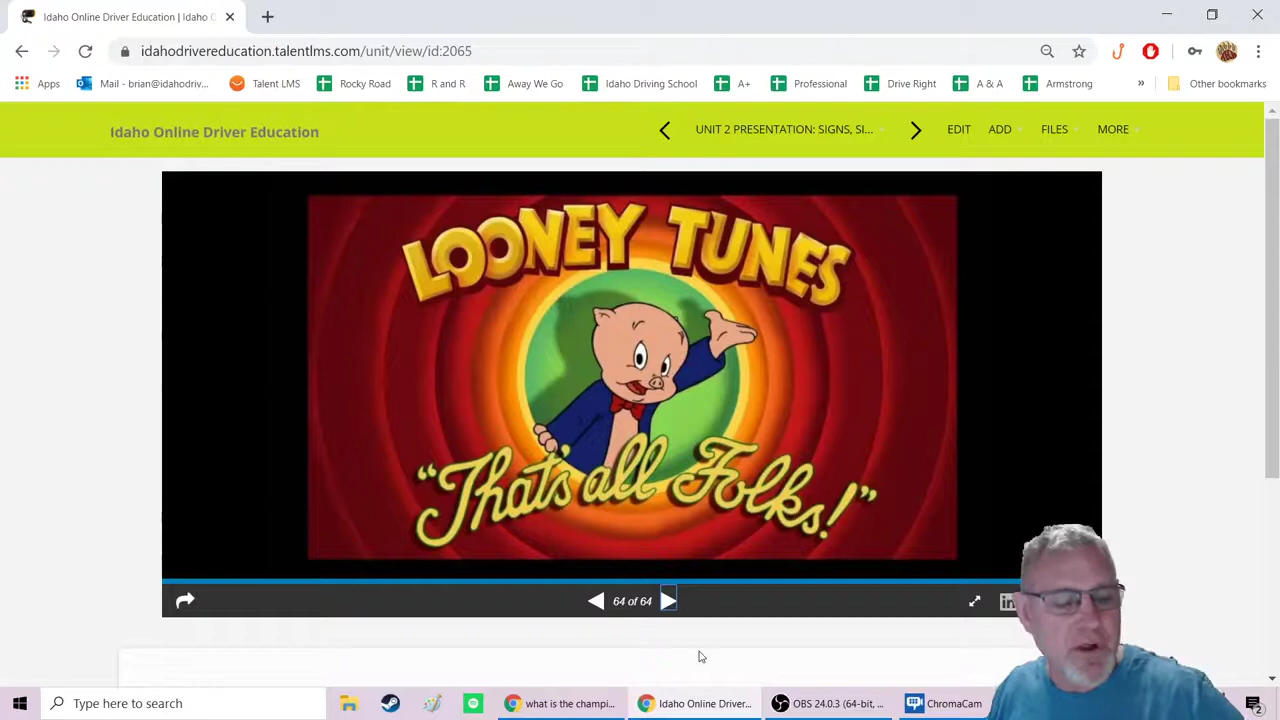 Idaho Online Driver Education | Idaho O
idahodrivereducation.talentlms.com/unit/view/id:2065
Apps
Mail - brian@idahodriv...
Talent LMS
Rocky Road
R and R
Away We Go
Idaho Driving School
A+
Professional
Drive Right
A & A
Armstrong
»
Other bookmarks
Idaho Online Driver Education
UNIT 2 PRESENTATION: SIGNS, SI...
EDIT
ADD
FILES
MORE
LOONEY TUNES
"That's all Folks!"
64 of 64
in
Type here to search
what is the champi...
Idaho Online Driver...
OBS 24.0.3 (64-bit, ...
ChromaCam
2